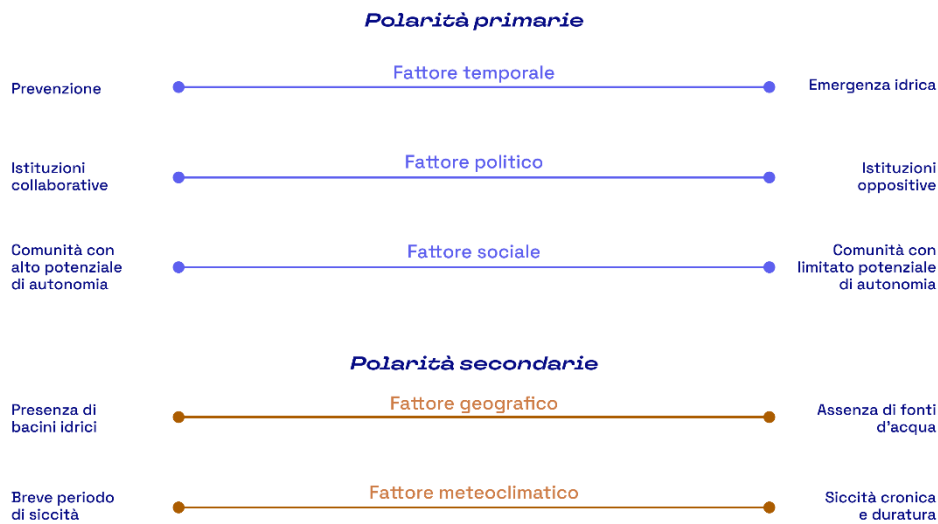 Polarità primarie
Fattore temporale
Prevenzione
Emergenza idrica
Fattore politico
Istituzioni
collaborative
Istituzioni
oppositive
Fattore sociale
Comunità con
alto potenziale
di autonomia
Comunità con
limitato potenziale
di autonomia
Polarità secondarie
Fattore geografico
Presenza di
bacini idrici
Assenza di fonti
d'acqua
Fattore meteoclimatico
Breve periodo
di siccità
Siccità cronica
e duratura